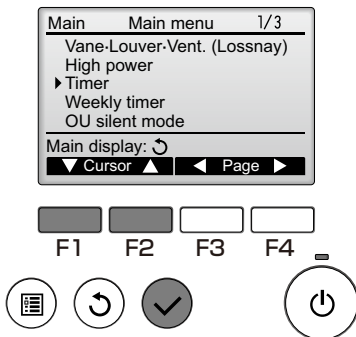 Main Main menu 1/3
Vane·Louver·Vent. (Lossnay)
High power
Timer
Weekly timer
OU silent mode
Main display:
Cursor Page
F1 F2 F3 F4